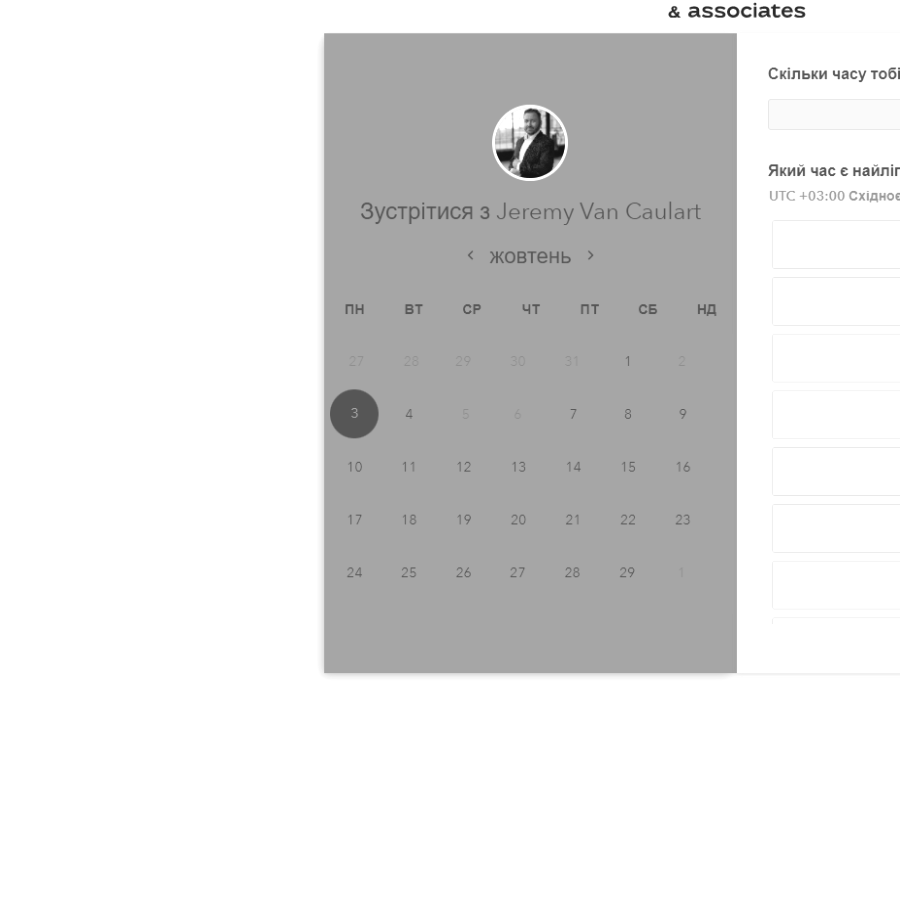 & associates
Скільки часу тобі
Який час є найліп
UTC +03:00 Східноє
Зустрітися з Jeremy Van Caulart
жовтень
ПН ВТ СР ЧТ ПТ СБ НД
27 28 29 30 31 1 2
3 4 5 6 7 8 9
10 11 12 13 14 15 16
17 18 19 20 21 22 23
24 25 26 27 28 29 1